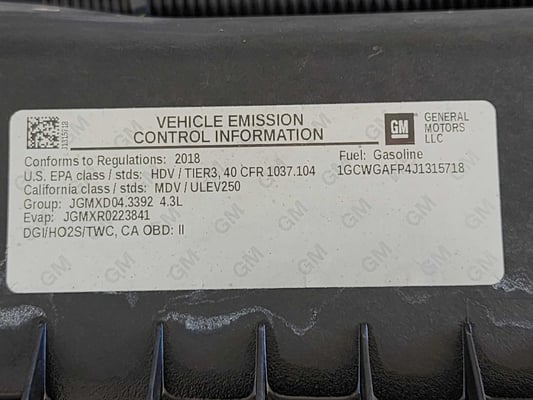 J1315718
VEHICLE EMISSION
CONTROL INFORMATION
GM
GENERAL
MOTORS
LLC
Conforms to Regulations: 2018
Fuel: Gasoline
U.S. EPA class / stds: HDV / TIER3, 40 CFR 1037.104
1GCWGAFP4J1315718
California class / stds: MDV / ULEV250
Group: JGMXD04.3392 4.3L
Evap: JGMXR0223841
DGI/HO2S/TWC, CA OBD: II